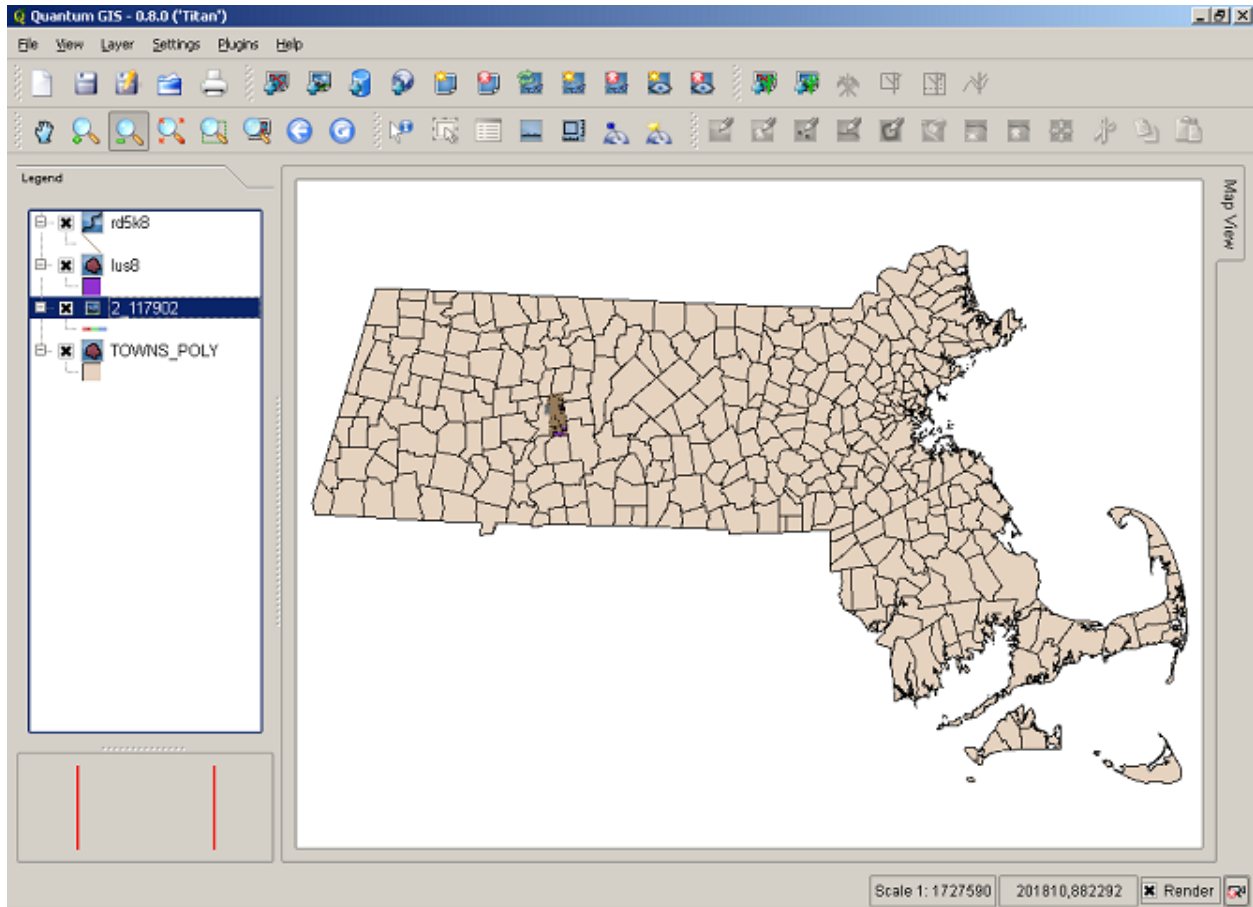 Quantum GIS - 0.8.0 ('Titan')
File View Layer Settings Plugins Help
Legend
rd5k8
lus8
2_117902
TOWNS_POLY
Map View
Scale 1: 1727590
201810,882292
Render